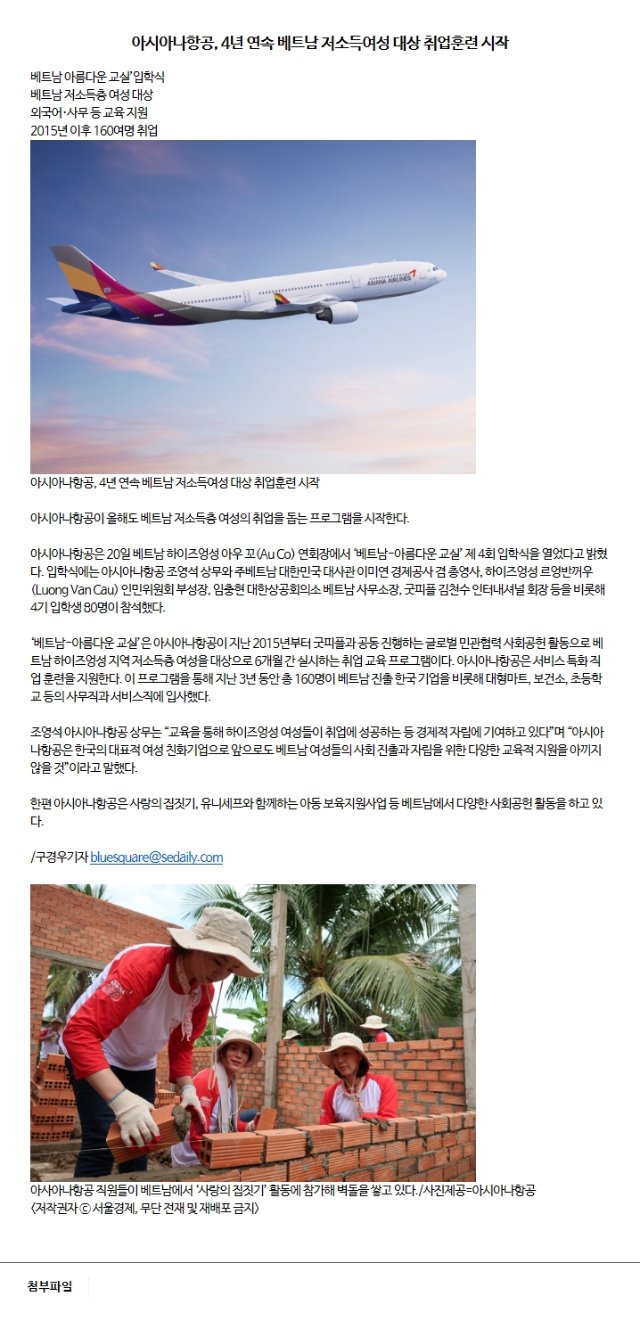 아시아나항공, 4년 연속 베트남 저소득여성 대상 취업훈련 시작
베트남 아름다운 교실’입학식
베트남 저소득층 여성 대상
외국어·사무 등 교육 지원
2015년 이후 160여명 취업
ASIANA AIRLINES
아시아나항공, 4년 연속 베트남 저소득여성 대상 취업훈련 시작
아시아나항공이 올해도 베트남 저소득층 여성의 취업을 돕는 프로그램을 시작한다.
아시아나항공은 20일 베트남 하이즈엉성 아우 꼬(Au Co) 연회장에서 ‘베트남-아름다운 교실’ 제 4회 입학식을 열었다고 밝혔
다. 입학식에는 아시아나항공 조영석 상무와 주베트남 대한민국 대사관 이미연 경제공사 겸 총영사, 하이즈엉성 르엉반꺼우
(Luong Van Cau) 인민위원회 부성장, 임충현 대한상공회의소 베트남 사무소장, 굿피플 김천수 인터내셔널 회장 등을 비롯해
4기 입학생 80명이 참석했다.
‘베트남-아름다운 교실’은 아시아나항공이 지난 2015년부터 굿피플과 공동 진행하는 글로벌 민관협력 사회공헌 활동으로 베
트남 하이즈엉성 지역 저소득층 여성을 대상으로 6개월 간 실시하는 취업 교육 프로그램이다. 아시아나항공은 서비스 특화 직
업 훈련을 지원한다. 이 프로그램을 통해 지난 3년 동안 총 160명이 베트남 진출 한국 기업을 비롯해 대형마트, 보건소, 초등학
교 등의 사무직과 서비스직에 입사했다.
조영석 아시아나항공 상무는 “교육을 통해 하이즈엉성 여성들이 취업에 성공하는 등 경제적 자립에 기여하고 있다”며 “아시아
나항공은 한국의 대표적 여성 친화기업으로 앞으로도 베트남 여성들의 사회 진출과 자립을 위한 다양한 교육적 지원을 아끼지
않을 것”이라고 말했다.
한편 아시아나항공은 사랑의 집짓기, 유니세프와 함께하는 아동 보육지원사업 등 베트남에서 다양한 사회공헌 활동을 하고 있
다.
/구경우기자 bluesquare@sedaily.com
아사아나항공 직원들이 베트남에서 ‘사랑의 집짓기’ 활동에 참가해 벽돌을 쌓고 있다./사진제공=아시아나항공
<저작권자 ⓒ 서울경제, 무단 전재 및 재배포 금지>
첨부파일